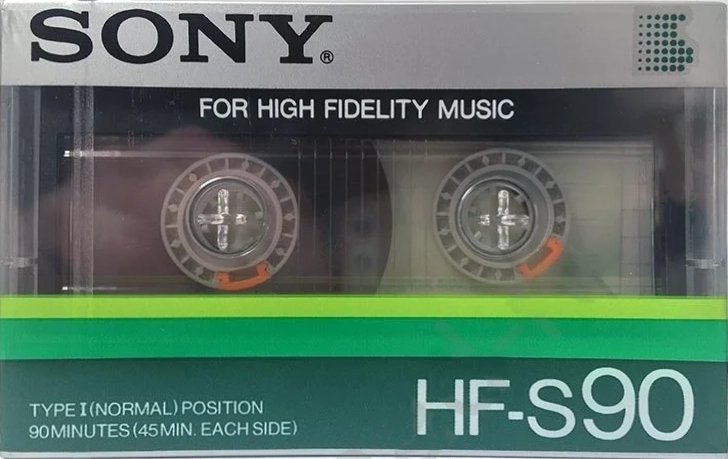 SONY®
FOR HIGH FIDELITY MUSIC
TYPE I (NORMAL) POSITION
90 MINUTES (45 MIN. EACH SIDE)
HF-S90